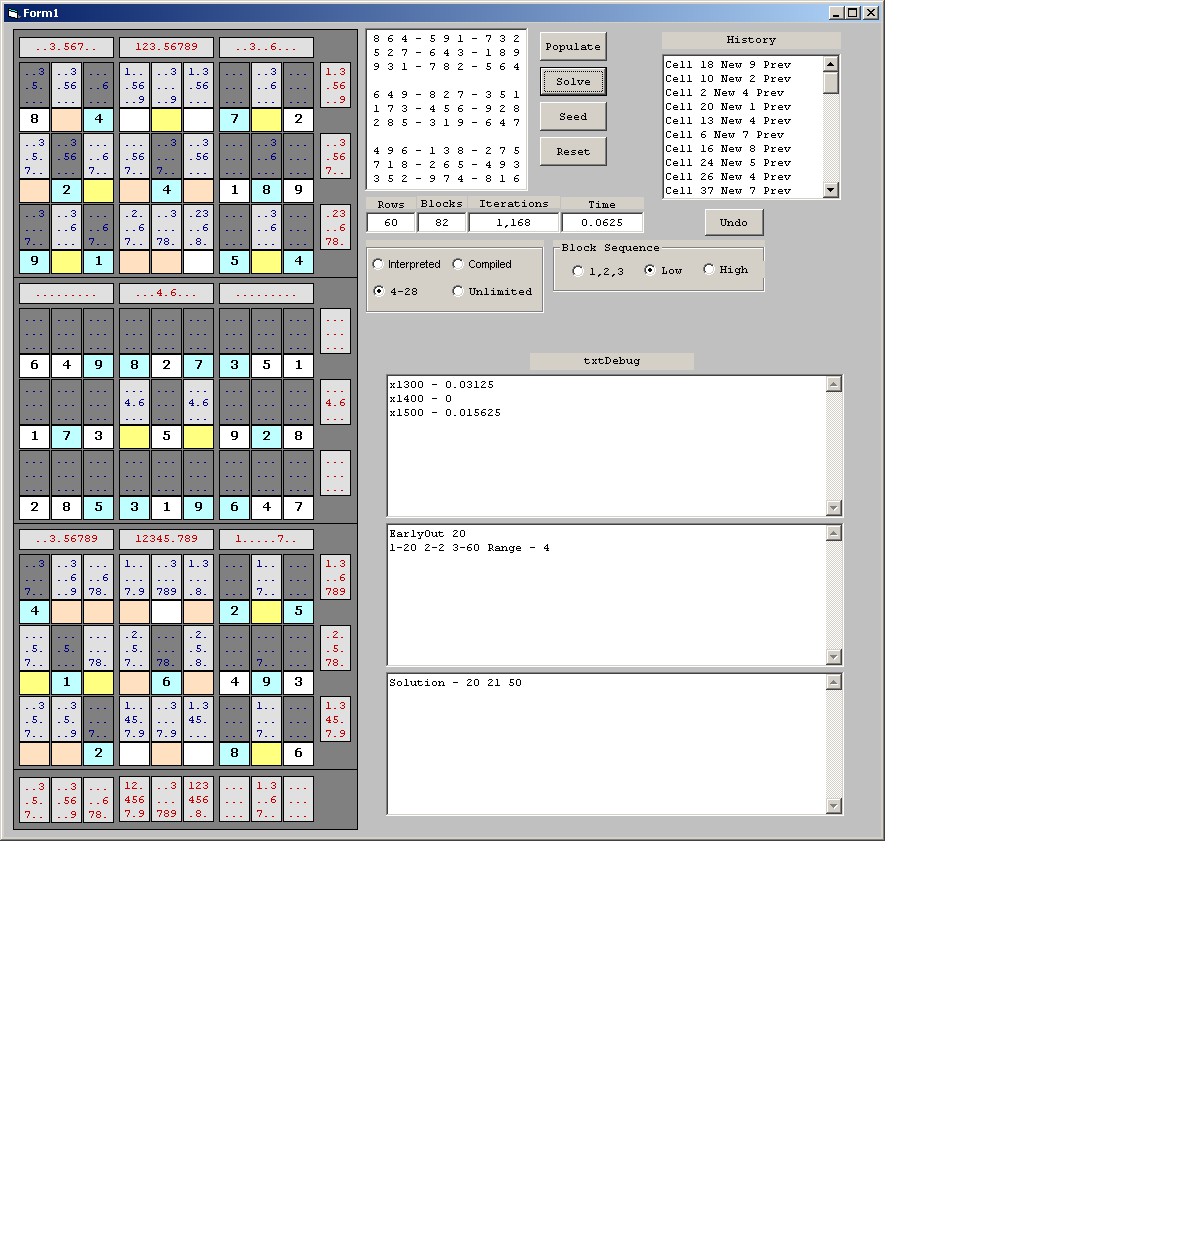 Form1
..3.567.. 123.56789 ..3..6...
..3 ..3 ... 1.. ..3 1.3 ... ..3 ... 1.3
.5. .56 ..6 .56 ... .56 ... ..6 ... .56
... ... ... ..9 ..9 ... ... ... ... ..9
8 4 7 2
..3 ..3 ... ... ..3 ..3 ... ..3 ... ..3
.5. .56 ..6 .56 ... .56 ... ..6 ... .56
7.. ... 7.. 7.. 7.. ... ... ... ... 7..
2 4 1 8 9
..3 ..3 ... .2. ..3 .23 ... ..3 ... .23
... ..6 ..6 ..6 ... ..6 ... ..6 ... ..6
7.. ... 7.. 7.. 78. .8. ... ... ... 78.
9 1 5 4
......... ...4.6... .........
... ... ... ... ... ... ... ... ... ...
... ... ... ... ... ... ... ... ... ...
... ... ... ... ... ... ... ... ... ...
6 4 9 8 2 7 3 5 1
... ... ... ... ... ... ... ... ... ...
... ... ... 4.6 ... 4.6 ... ... ... 4.6
... ... ... ... ... ... ... ... ... ...
1 7 3 5 9 2 8
... ... ... ... ... ... ... ... ... ...
... ... ... ... ... ... ... ... ... ...
... ... ... ... ... ... ... ... ... ...
2 8 5 3 1 9 6 4 7
..3.56789 12345.789 1.....7..
..3 ..3 ... 1.. ..3 1.3 ... 1.. ... 1.3
... ..6 ..6 ... ... ... ... ... ... ..6
7.. ..9 78. 7.9 789 .8. ... 7.. ... 789
4 2 5
... ... ... .2. ... .2. ... ... ... .2.
.5. .5. ... .5. ... .5. ... ... ... .5.
7.. ... 78. 7.. 78. .8. ... 7.. ... 78.
1 6 4 9 3
..3 ..3 ... 1.. ..3 1.3 ... 1.. ... 1.3
.5. .5. ... 45. ... 45. ... ... ... 45.
7.. ..9 7.. 7.9 7.9 ... ... 7.. ... 7.9
2 8 6
..3 ..3 ... 12. ..3 123 ... 1.3 ...
.5. .56 ..6 456 ... 456 ... ..6 ...
7.. ..9 78. 7.9 789 .8. ... 7.. ...
8 6 4 - 5 9 1 - 7 3 2
5 2 7 - 6 4 3 - 1 8 9
9 3 1 - 7 8 2 - 5 6 4
6 4 9 - 8 2 7 - 3 5 1
1 7 3 - 4 5 6 - 9 2 8
2 8 5 - 3 1 9 - 6 4 7
4 9 6 - 1 3 8 - 2 7 5
7 1 8 - 2 6 5 - 4 9 3
3 5 2 - 9 7 4 - 8 1 6
Populate
Solve
Seed
Reset
History
Cell 18 New 9 Prev
Cell 10 New 2 Prev
Cell 2 New 4 Prev
Cell 20 New 1 Prev
Cell 13 New 4 Prev
Cell 6 New 7 Prev
Cell 16 New 8 Prev
Cell 24 New 5 Prev
Cell 26 New 4 Prev
Cell 37 New 7 Prev
Rows Blocks Iterations Time
60 82 1,168 0.0625
Undo
Interpreted Compiled
4-28 Unlimited
Block Sequence
1,2,3 Low High
txtDebug
x1300 - 0.03125
x1400 - 0
x1500 - 0.015625
EarlyOut 20
1-20 2-2 3-60 Range - 4
Solution - 20 21 50